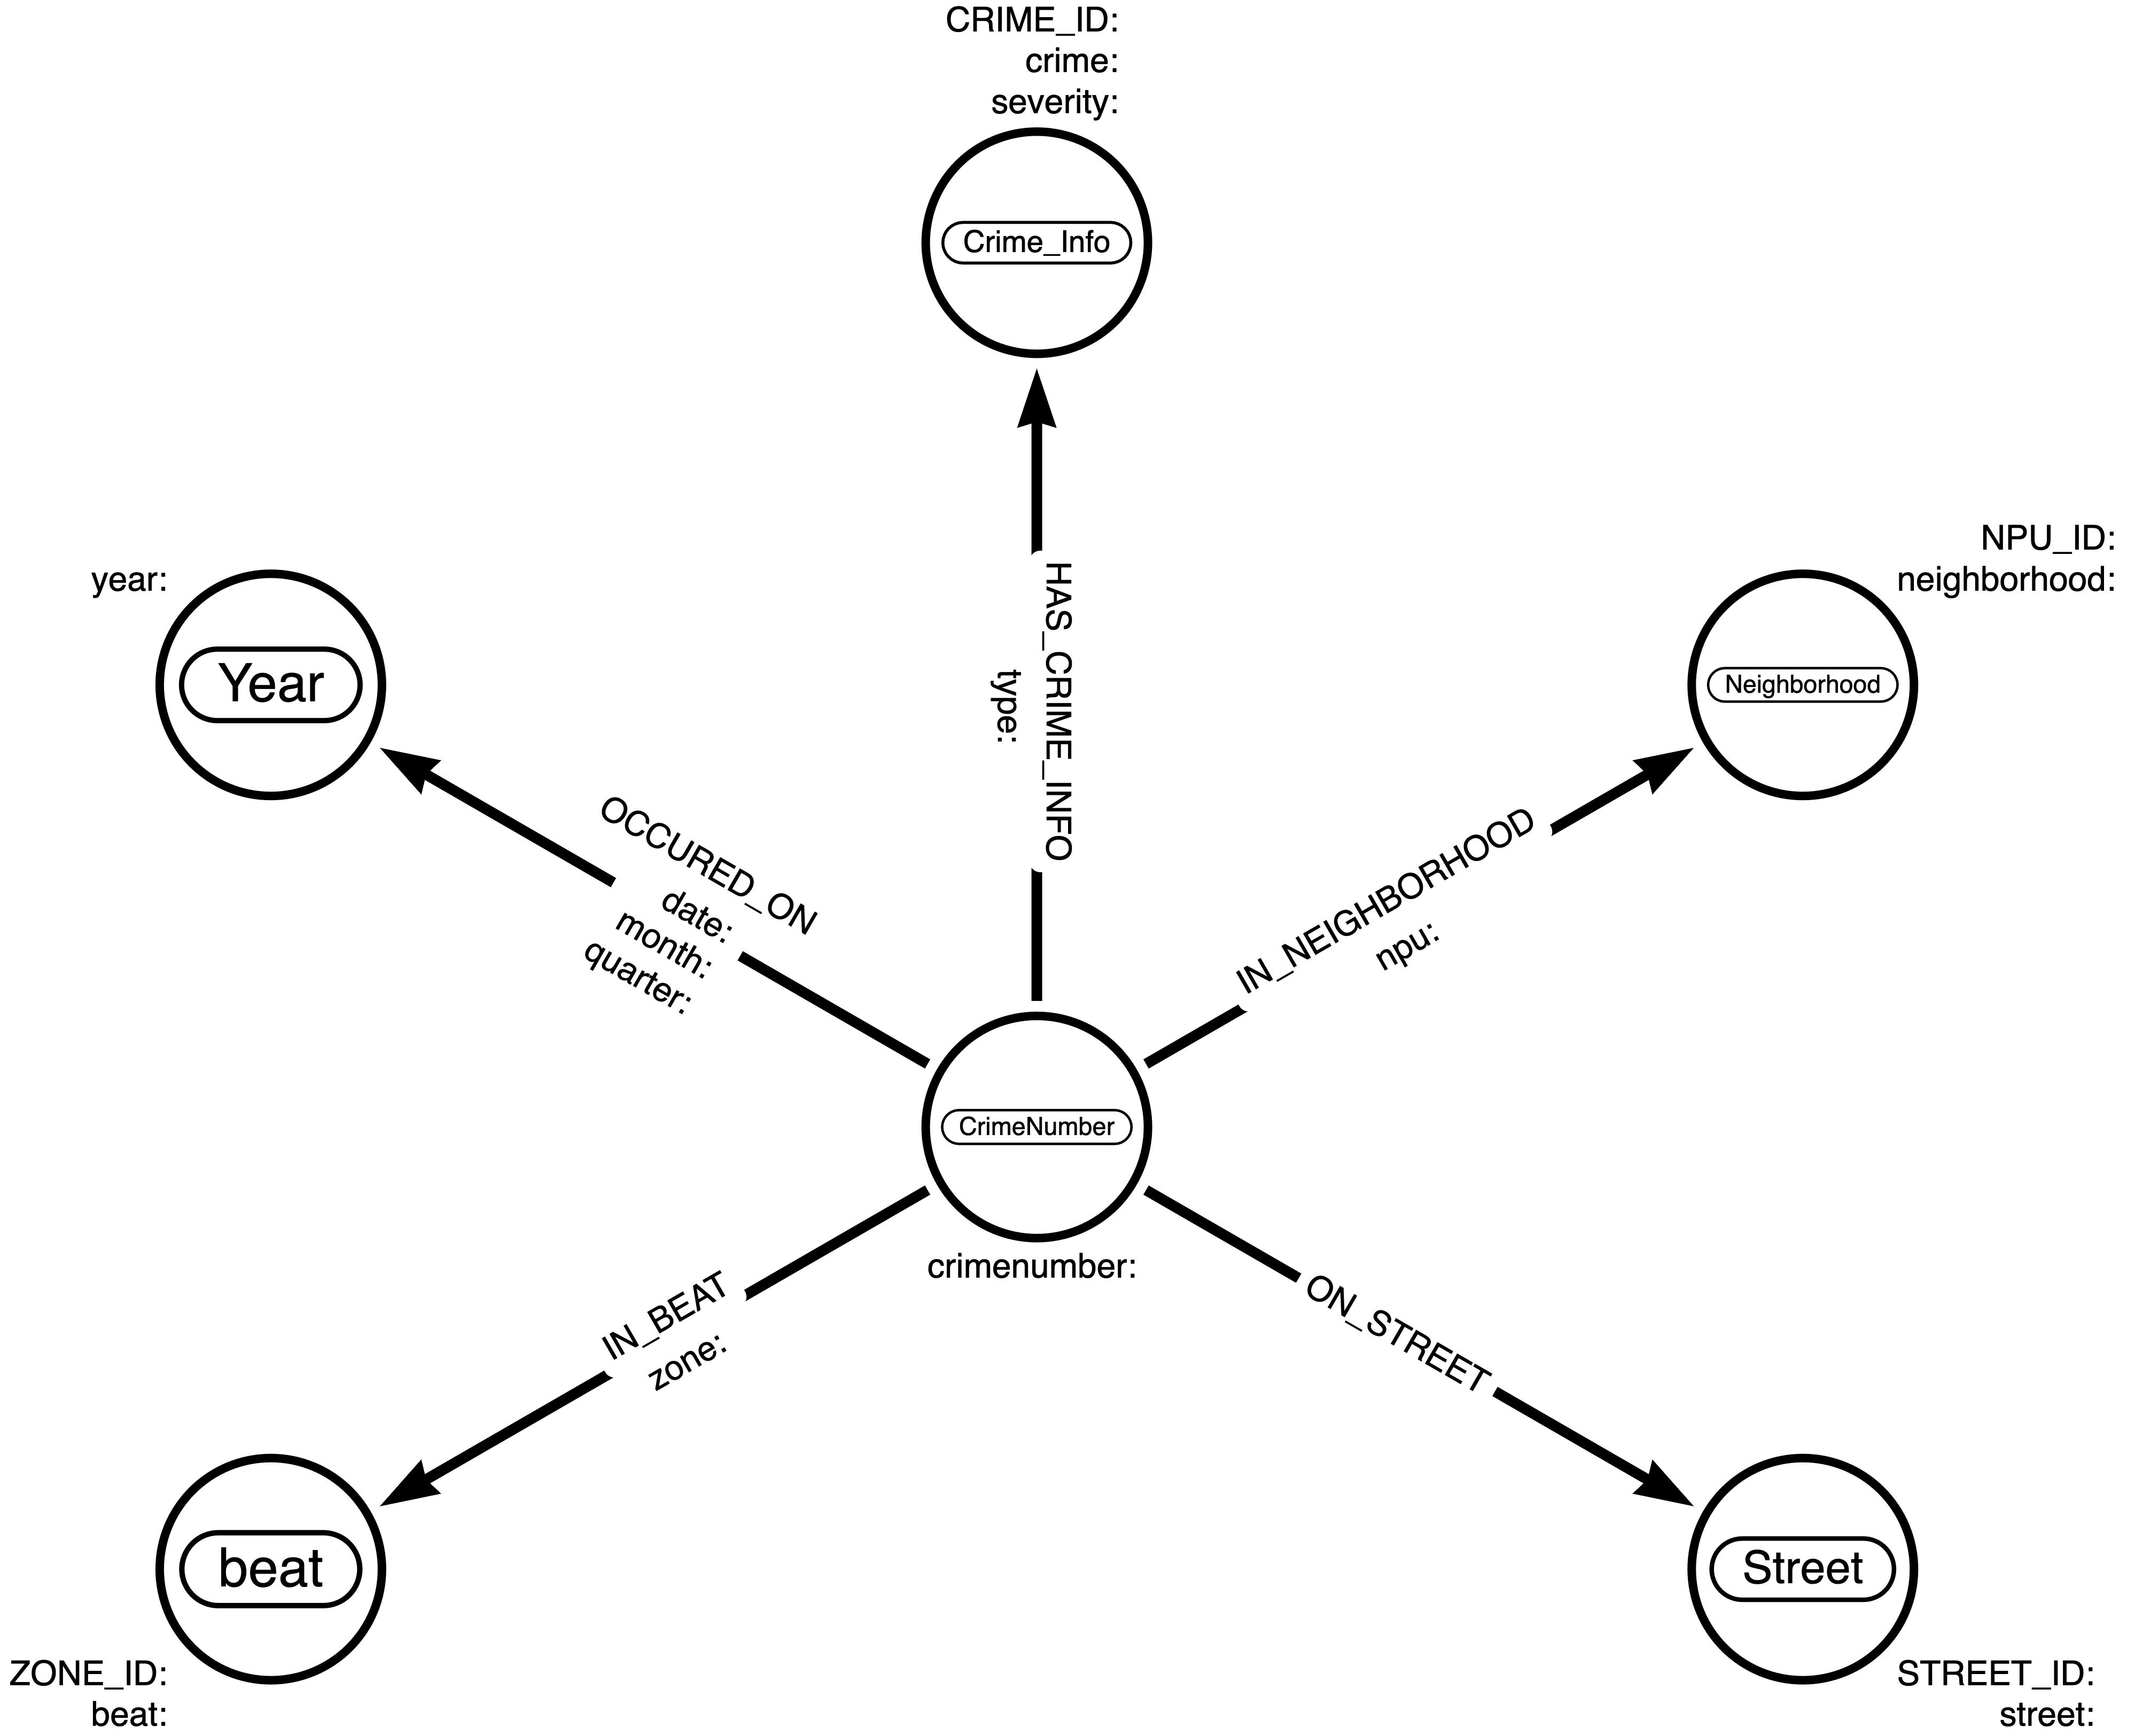 CRIME_ID:
crime:
severity:
Crime_Info
NPU_ID:
neighborhood:
year:
Year
Neighborhood
HAS_CRIME_INFO
type:
OCCURED_ON
date:
month:
quarter:
IN_NEIGHBORHOOD
npu:
CrimeNumber
crimenumber:
IN_BEAT
zone:
ON_STREET
beat
Street
ZONE_ID:
beat:
STREET_ID:
street: